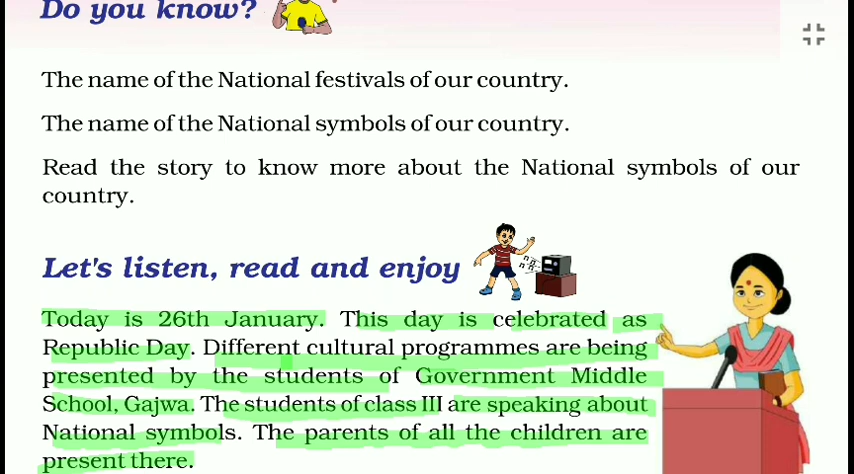 Do you know?
The name of the National festivals of our country.
The name of the National symbols of our country.
Read the story to know more about the National symbols of our
country.
Let's listen, read and enjoy
Today is 26th January. This day is celebrated as
Republic Day. Different cultural programmes are being
presented by the students of Government Middle
School, Gajwa. The students of class III are speaking about
National symbols. The parents of all the children are
present there.